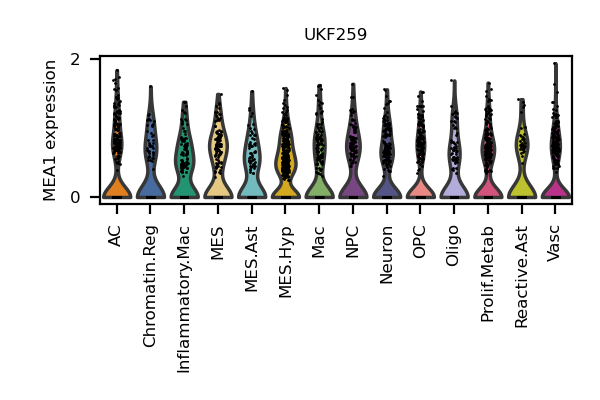 UKF259
MEA1 expression
2
0
AC
Chromatin.Reg
Inflammatory.Mac
MES
MES.Ast
MES.Hyp
Mac
NPC
Neuron
OPC
Oligo
Prolif.Metab
Reactive.Ast
Vasc